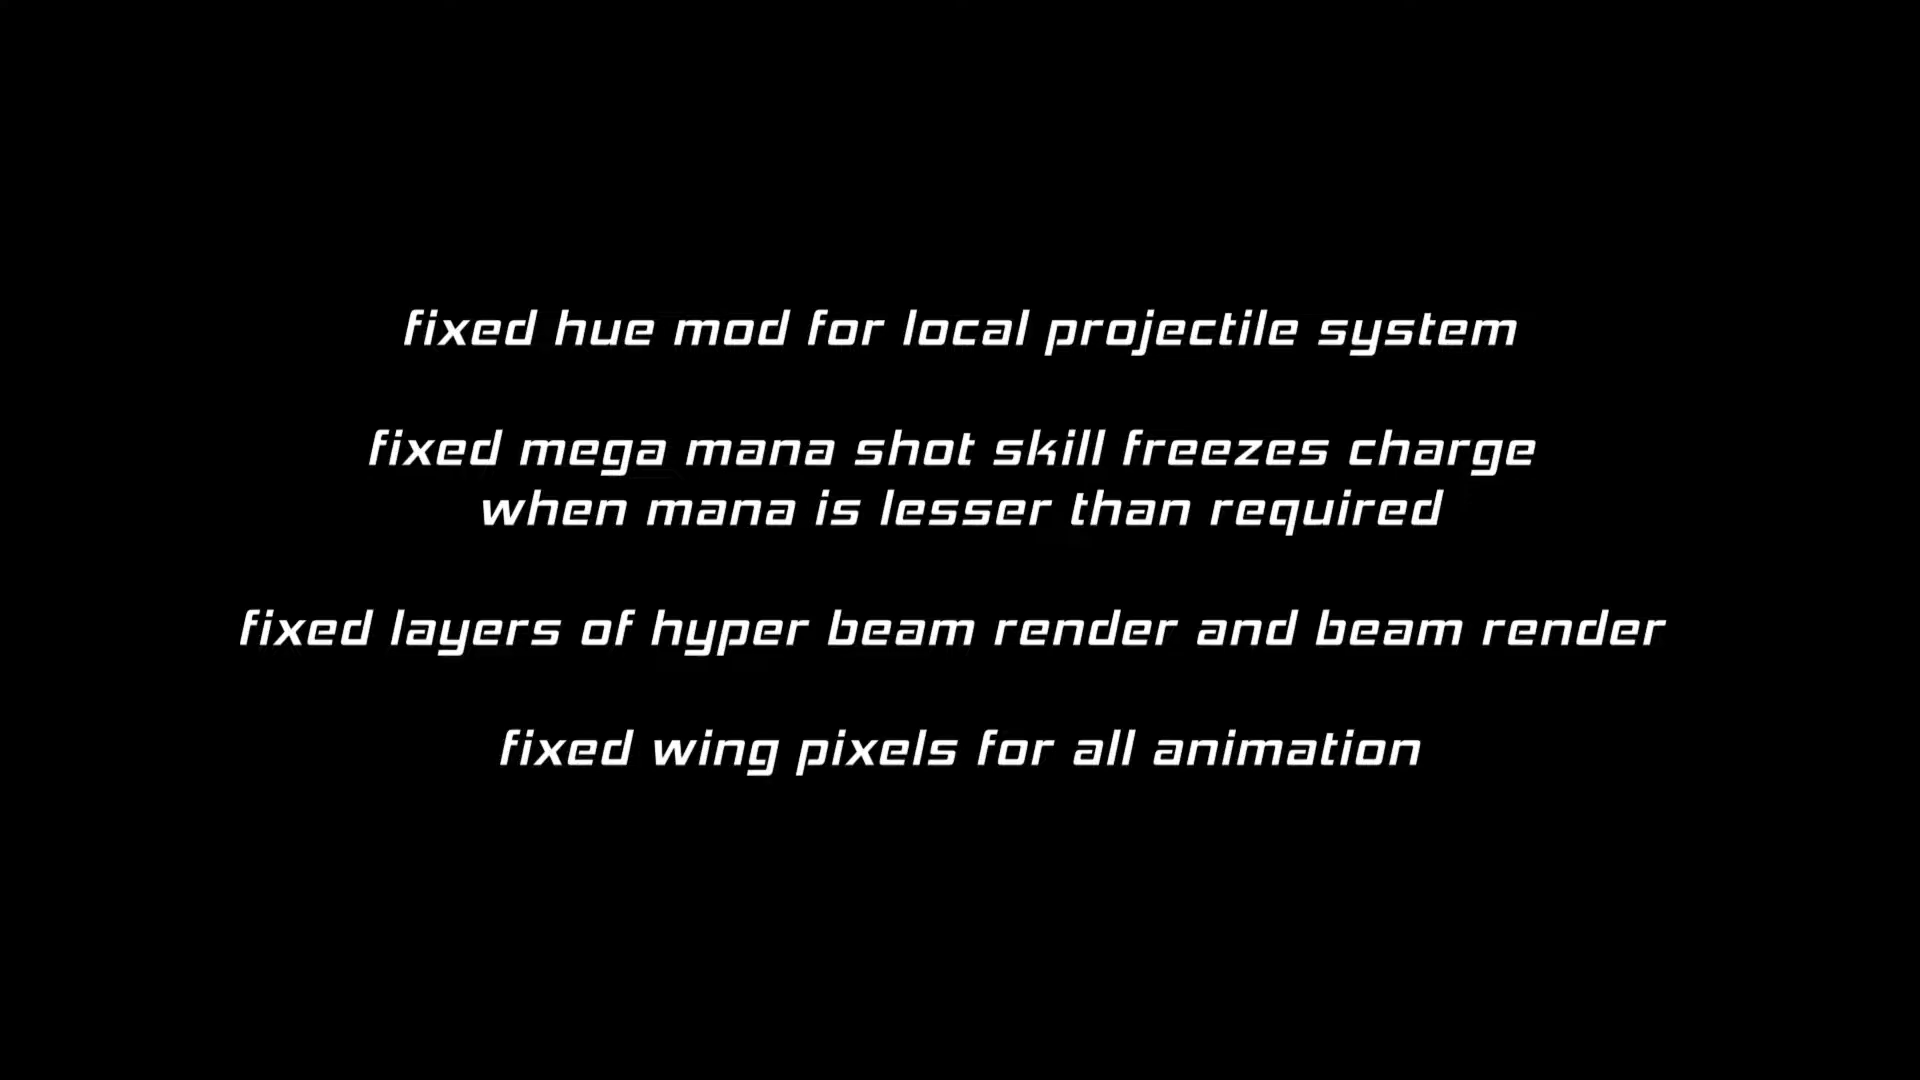 fixed hue mod for local projectile system
fixed mega mana shot skill freezes charge
when mana is lesser than required
fixed layers of hyper beam render and beam render
fixed wing pixels for all animation